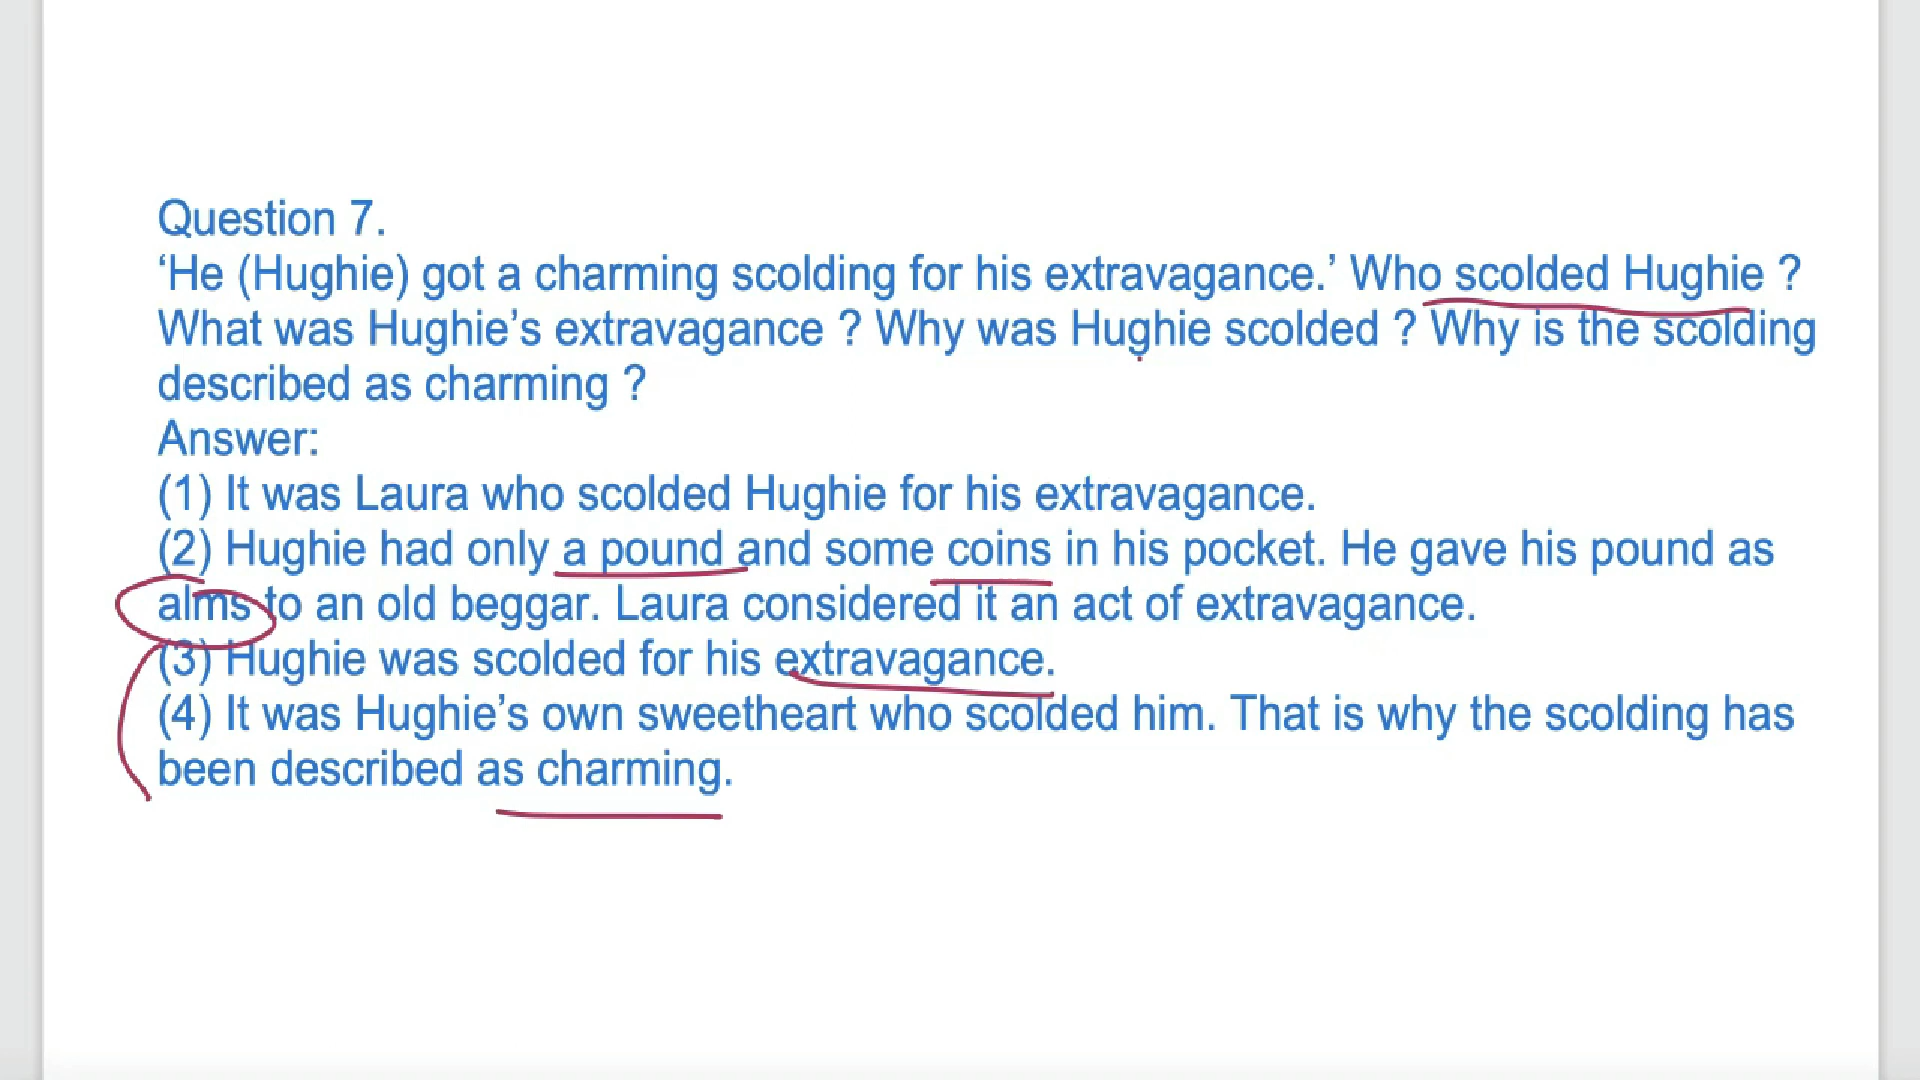 Question 7.
‘He (Hughie) got a charming scolding for his extravagance.’ Who scolded Hughie ?
What was Hughie’s extravagance ? Why was Hughie scolded ? Why is the scolding
described as charming ?
Answer:
(1) It was Laura who scolded Hughie for his extravagance.
(2) Hughie had only a pound and some coins in his pocket. He gave his pound as
alms to an old beggar. Laura considered it an act of extravagance.
(3) Hughie was scolded for his extravagance.
(4) It was Hughie’s own sweetheart who scolded him. That is why the scolding has
been described as charming.